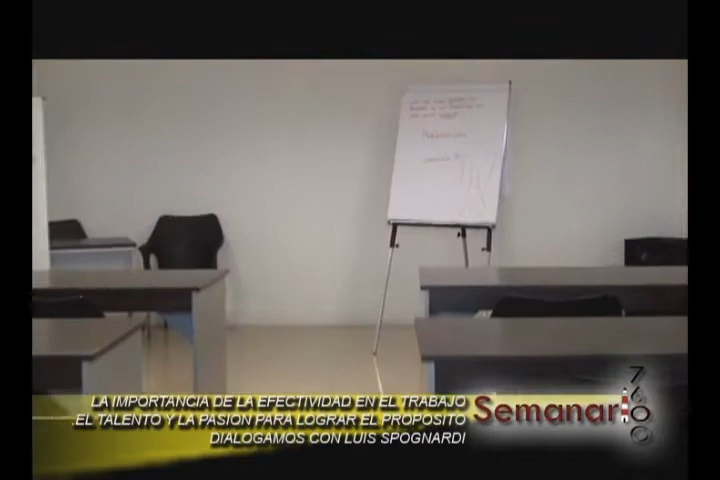 LA IMPORTANCIA DE LA EFECTIVIDAD EN EL TRABAJO
.EL TALENTO Y LA PASION PARA LOGRAR EL PROPOSITO
DIALOGAMOS CON LUIS SPOGNARDI
Semanario
7600